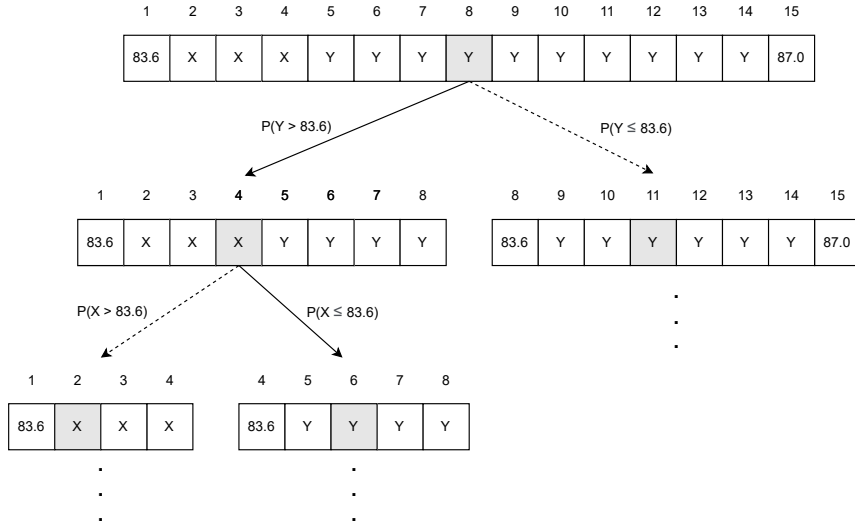 1 2 3 4 5 6 7 8 9 10 11 12 13 14 15
83.6 X X X Y Y Y Y Y Y Y Y Y Y 87.0
P(Y > 83.6) P(Y ≤ 83.6)
1 2 3 4 5 6 7 8 8 9 10 11 12 13 14 15
83.6 X X X Y Y Y Y 83.6 Y Y Y Y Y Y 87.0
P(X > 83.6) P(X ≤ 83.6)
1 2 3 4 4 5 6 7 8
83.6 X X X 83.6 Y Y Y Y